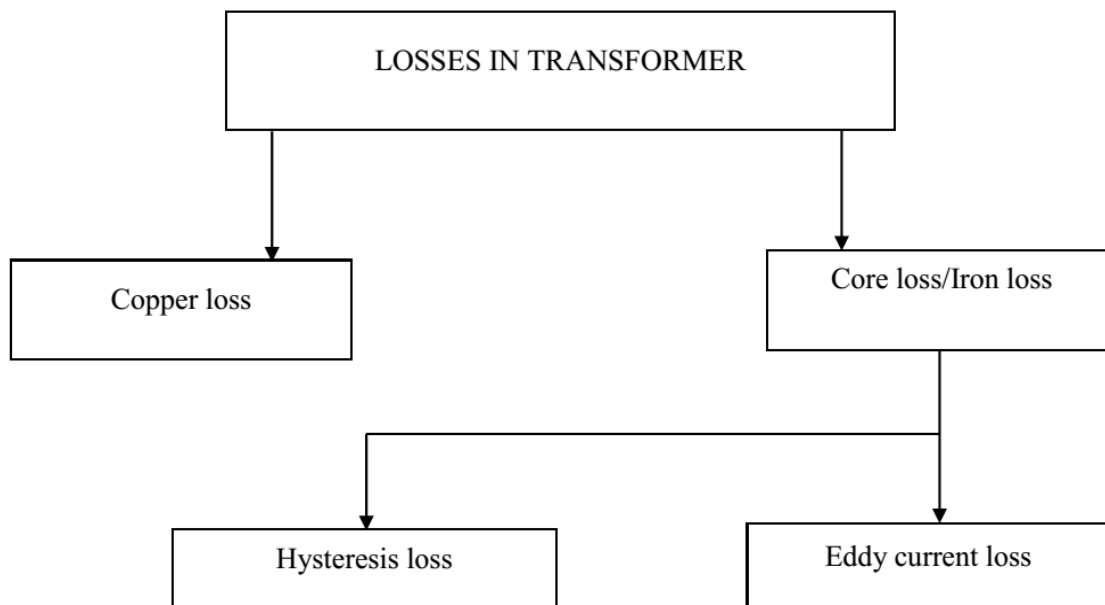 LOSSES IN TRANSFORMER
Copper loss
Core loss/Iron loss
Hysteresis loss
Eddy current loss